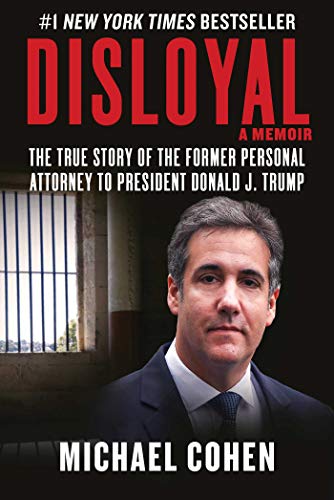 #1 NEW YORK TIMES BESTSELLER
DISLOYAL
A MEMOIR
THE TRUE STORY OF THE FORMER PERSONAL
ATTORNEY TO PRESIDENT DONALD J. TRUMP
MICHAEL COHEN